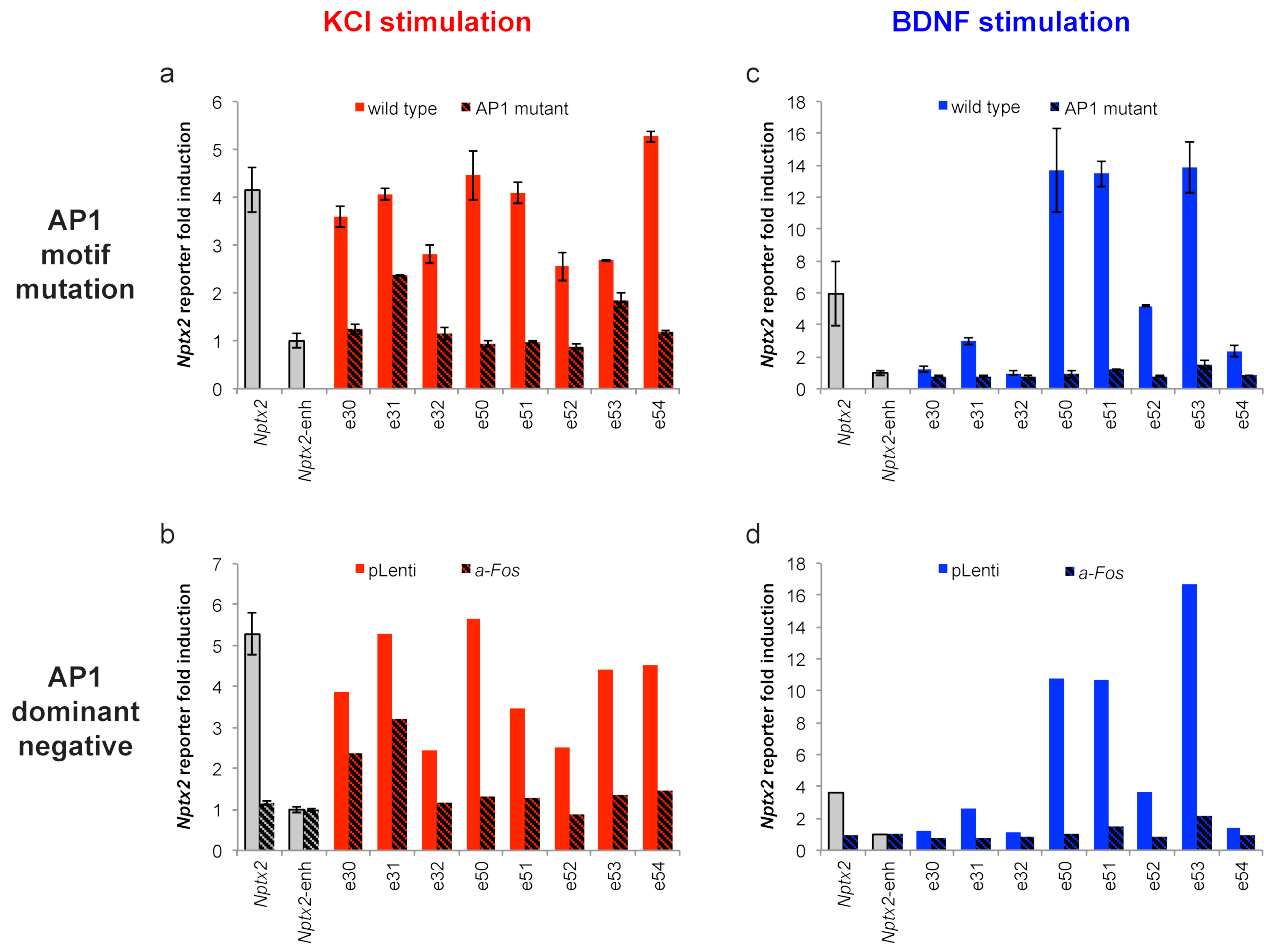 KCl stimulation
BDNF stimulation
AP1
motif
mutation
a
Nptx2 reporter fold induction
6
5
4
3
2
1
0
wild type
AP1 mutant
Nptx2
Nptx2-enh
e30
e31
e32
e50
e51
e52
e53
e54
c
Nptx2 reporter fold induction
18
16
14
12
10
8
6
4
2
0
wild type
AP1 mutant
Nptx2
Nptx2-enh
e30
e31
e32
e50
e51
e52
e53
e54
AP1
dominant
negative
b
Nptx2 reporter fold induction
7
6
5
4
3
2
1
0
pLenti
a-Fos
Nptx2
Nptx2-enh
e30
e31
e32
e50
e51
e52
e53
e54
d
Nptx2 reporter fold induction
18
16
14
12
10
8
6
4
2
0
pLenti
a-Fos
Nptx2
Nptx2-enh
e30
e31
e32
e50
e51
e52
e53
e54